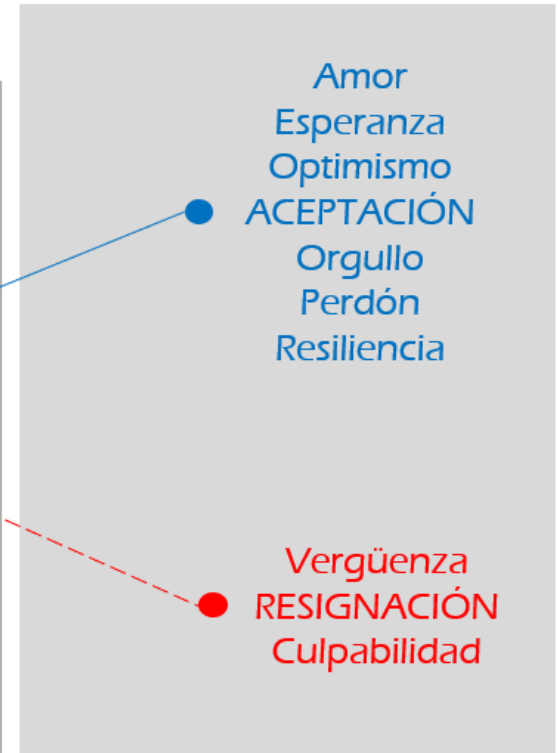 Amor
Esperanza
Optimismo
ACEPTACIÓN
Orgullo
Perdón
Resiliencia
Vergüenza
RESIGNACIÓN
Culpabilidad